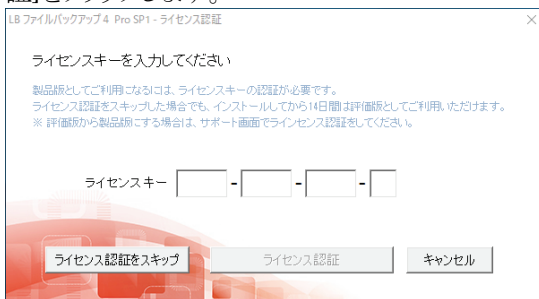 証]をクリックします。
LB ファイルバックアップ4 Pro SP1 - ライセンス認証
ライセンスキーを入力してください
製品版としてご利用になるには、ライセンスキーの認証が必要です。
ライセンス認証をスキップした場合でも、インストールしてから14日間は評価版としてご利用いただけます。
※ 評価版から製品版にする場合は、サポート画面でラインセンス認証をしてください。
ライセンスキー - - -
ライセンス認証をスキップ ライセンス認証 キャンセル